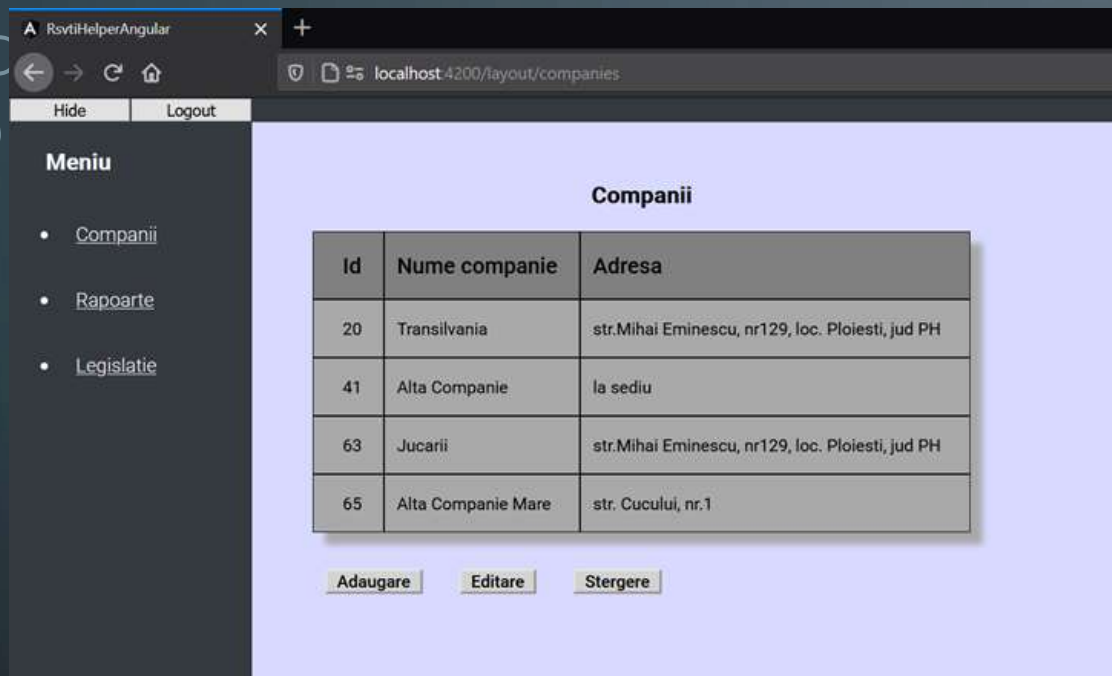 RsvtiHelperAngular
localhost:4200/layout/companies
Hide Logout
Meniu
Companii
Rapoarte
Legislatie
Companii
Id Nume companie Adresa
20 Transilvania str.Mihai Eminescu, nr129, loc. Ploiesti, jud PH
41 Alta Companie la sediu
63 Jucarii str.Mihai Eminescu, nr129, loc. Ploiesti, jud PH
65 Alta Companie Mare str. Cucului, nr.1
Adaugare Editare Stergere